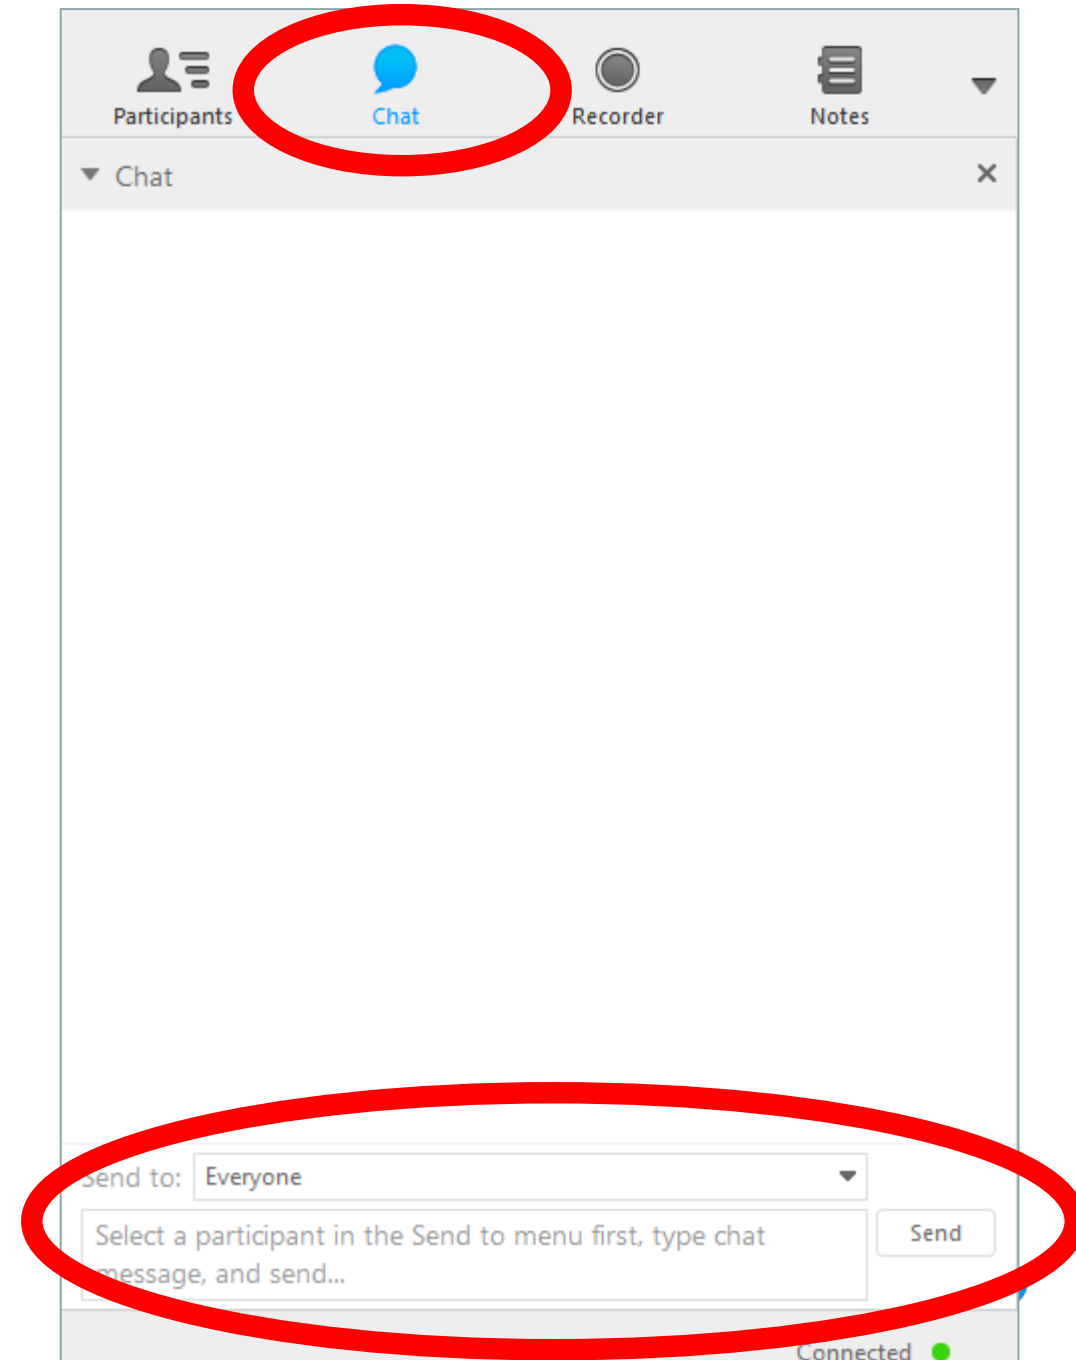 Participants Chat Recorder Notes
Chat
Send to: Everyone
Select a participant in the Send to menu first, type chat
message, and send...
Send
Connected